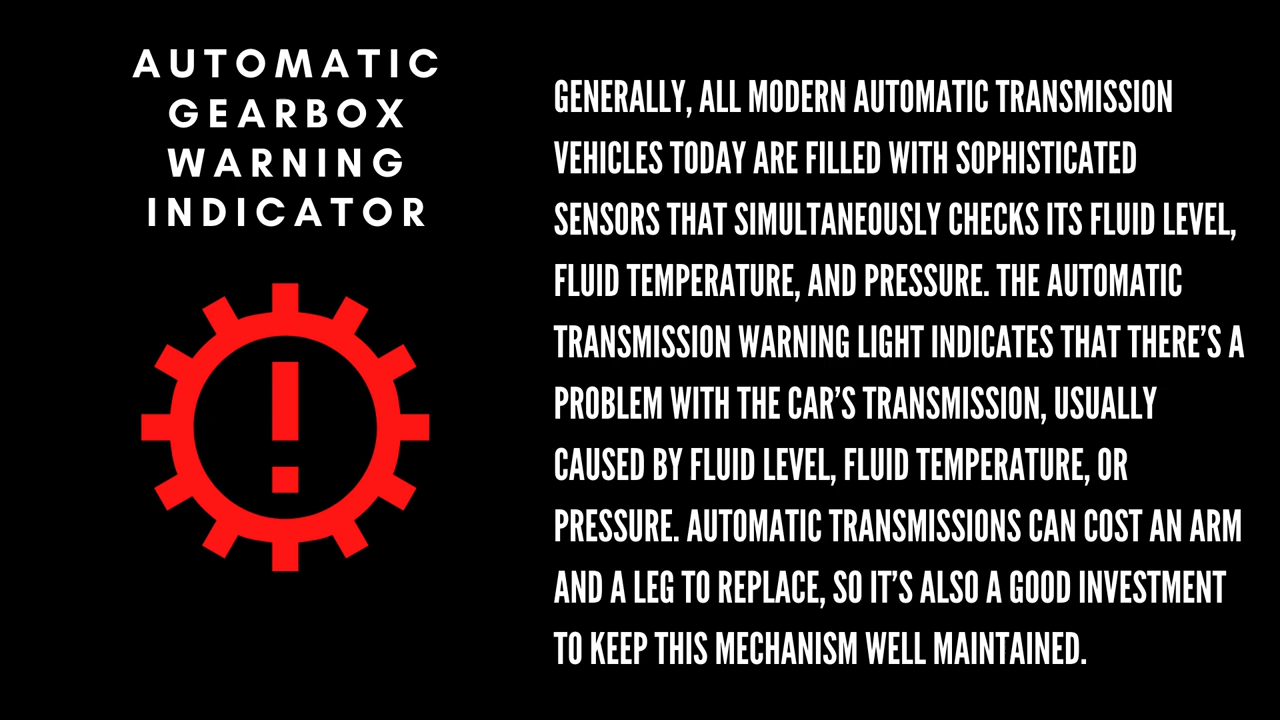 AUTOMATIC
GEARBOX
WARNING
INDICATOR
!
GENERALLY, ALL MODERN AUTOMATIC TRANSMISSION
VEHICLES TODAY ARE FILLED WITH SOPHISTICATED
SENSORS THAT SIMULTANEOUSLY CHECKS ITS FLUID LEVEL,
FLUID TEMPERATURE, AND PRESSURE. THE AUTOMATIC
TRANSMISSION WARNING LIGHT INDICATES THAT THERE’S A
PROBLEM WITH THE CAR’S TRANSMISSION, USUALLY
CAUSED BY FLUID LEVEL, FLUID TEMPERATURE, OR
PRESSURE. AUTOMATIC TRANSMISSIONS CAN COST AN ARM
AND A LEG TO REPLACE, SO IT’S ALSO A GOOD INVESTMENT
TO KEEP THIS MECHANISM WELL MAINTAINED.